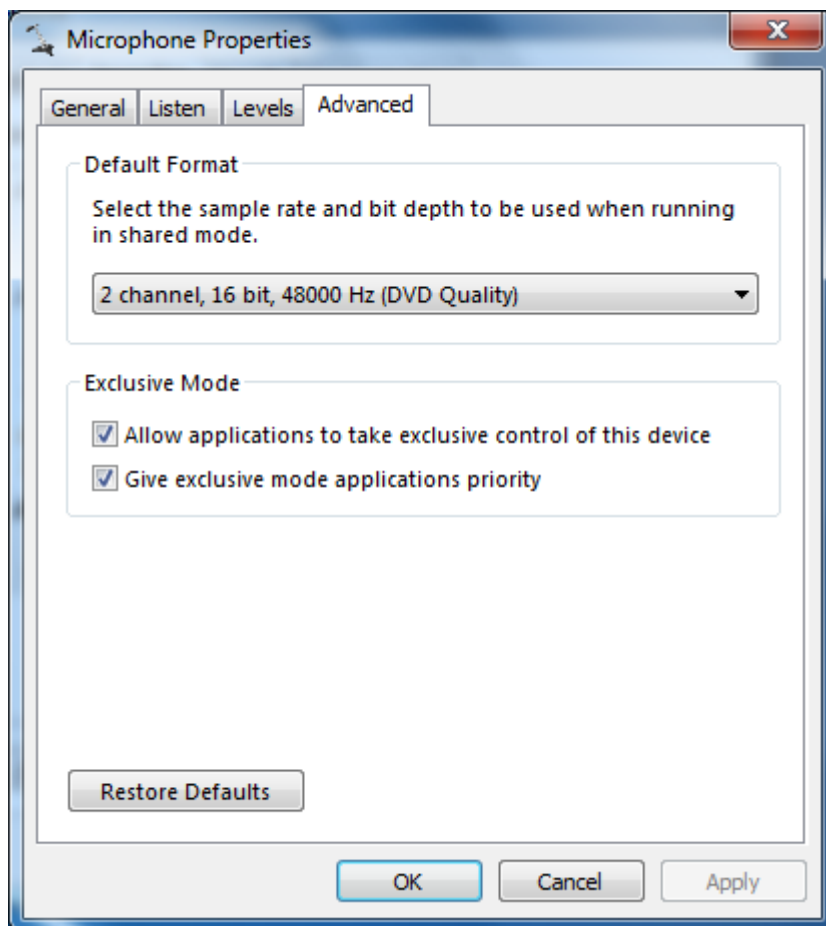 Microphone Properties
General Listen Levels Advanced
Default Format
Select the sample rate and bit depth to be used when running
in shared mode.
2 channel, 16 bit, 48000 Hz (DVD Quality)
Exclusive Mode
Allow applications to take exclusive control of this device
Give exclusive mode applications priority
Restore Defaults
OK Cancel Apply